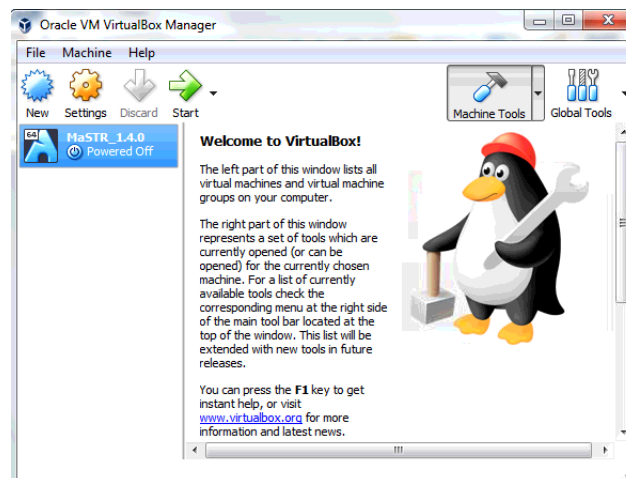 Oracle VM VirtualBox Manager
File Machine Help
New Settings Discard Start Machine Tools Global Tools
64 MaSTR_1.4.0
Powered Off
Welcome to VirtualBox!
The left part of this window lists all
virtual machines and virtual machine
groups on your computer.
The right part of this window
represents a set of tools which are
currently opened (or can be
opened) for the currently chosen
machine. For a list of currently
available tools check the
corresponding menu at the right side
of the main tool bar located at the
top of the window. This list will be
extended with new tools in future
releases.
You can press the F1 key to get
instant help, or visit
www.virtualbox.org for more
information and latest news.